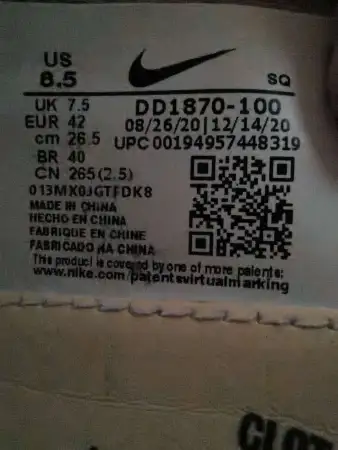 US
8.5
SQ
UK 7.5
DD1870-100
EUR 42
08/26/20|12/14/20
cm 26.5
UPC 00194957448319
BR 40
CN 265(2.5)
013MX0JGTFDK8
MADE IN CHINA
HECHO EN CHINA
FABRIQUE EN CHINE
FABRICADO NA CHINA
This product is covered by one of more patents:
www.nike.com/patentsvirtualmarking
CLOT